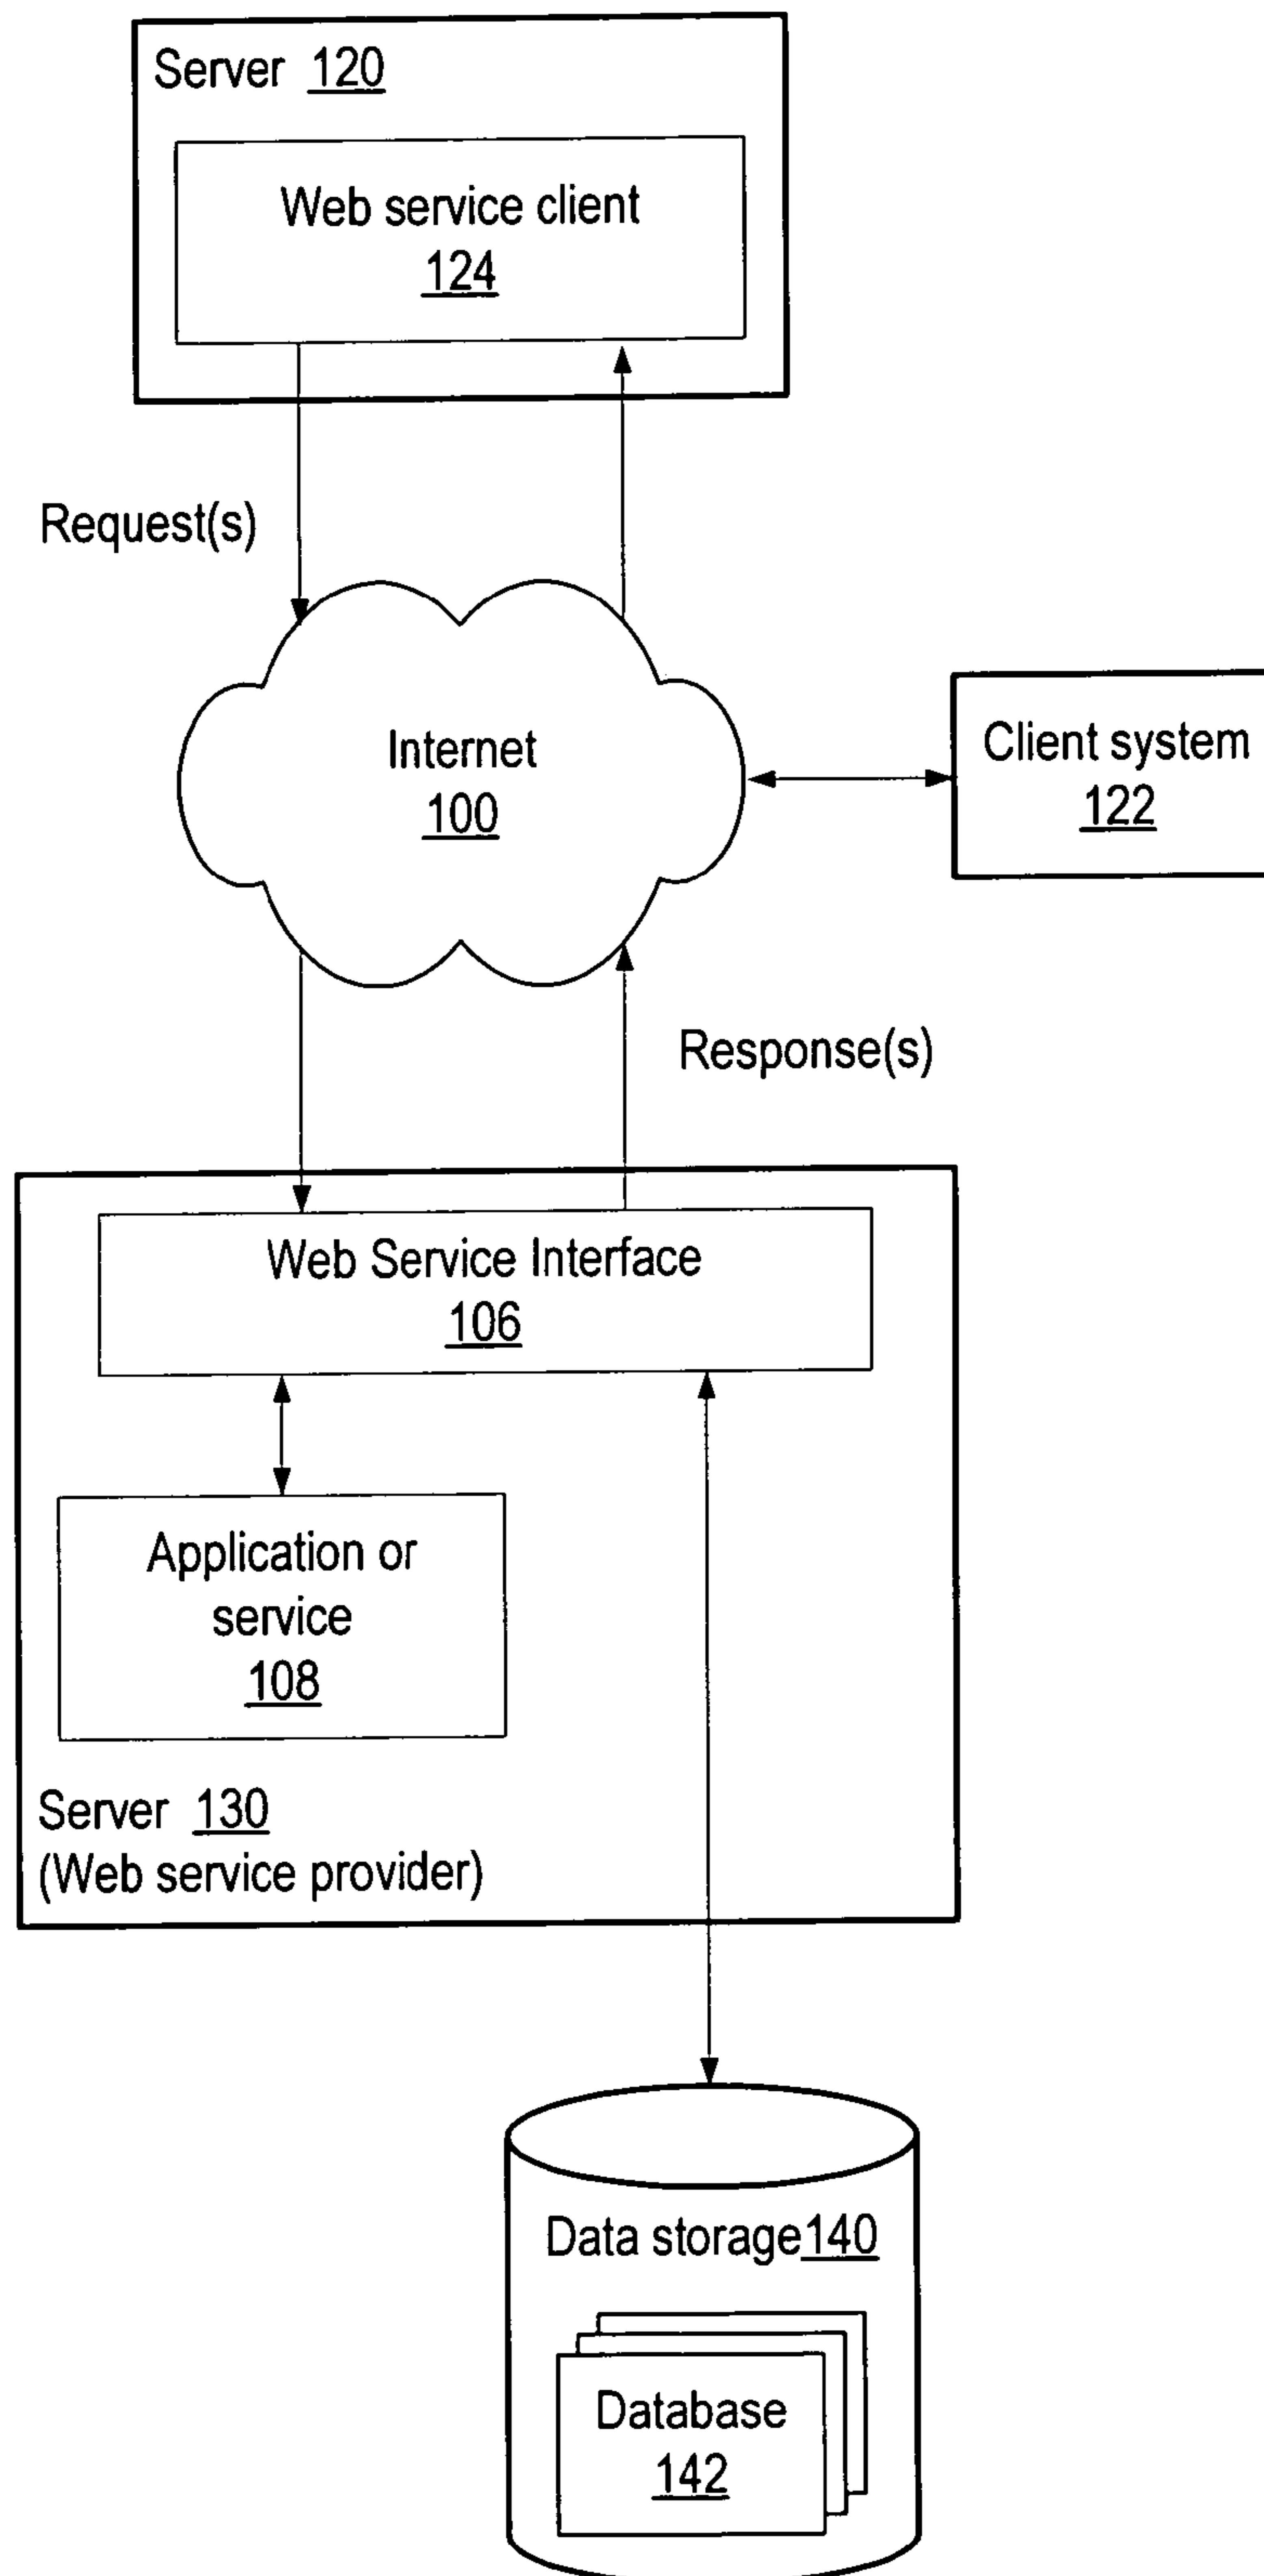 Server 120
Web service client
124
Request(s)
Internet
100
Client system
122
Response(s)
Web Service Interface
106
Application or
service
108
Server 130
(Web service provider)
Data storage140
Database
142